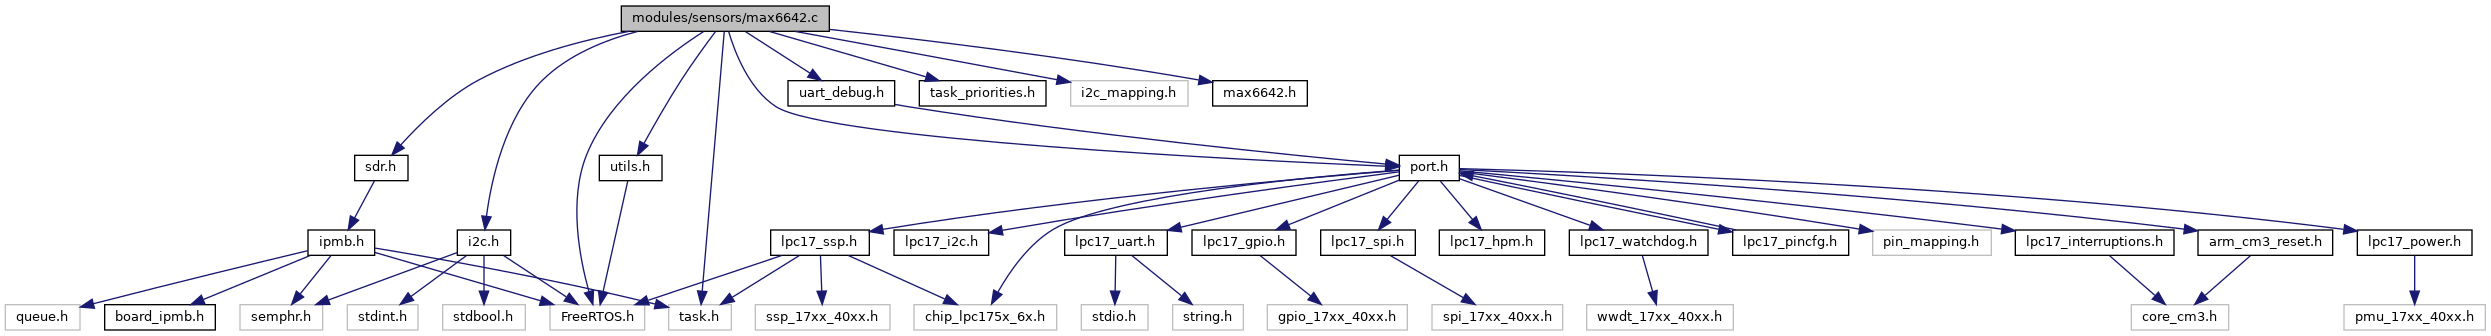 modules/sensors/max6642.c
uart_debug.h
task_priorities.h
i2c_mapping.h
max6642.h
sdr.h
utils.h
port.h
ipmb.h
i2c.h
lpc17_ssp.h
lpc17_i2c.h
lpc17_uart.h
lpc17_gpio.h
lpc17_spi.h
lpc17_hpm.h
lpc17_watchdog.h
lpc17_pincfg.h
pin_mapping.h
lpc17_interruptions.h
arm_cm3_reset.h
lpc17_power.h
queue.h
board_ipmb.h
semphr.h
stdint.h
stdbool.h
FreeRTOS.h
task.h
ssp_17xx_40xx.h
chip_lpc175x_6x.h
stdio.h
string.h
gpio_17xx_40xx.h
spi_17xx_40xx.h
wwdt_17xx_40xx.h
core_cm3.h
pmu_17xx_40xx.h